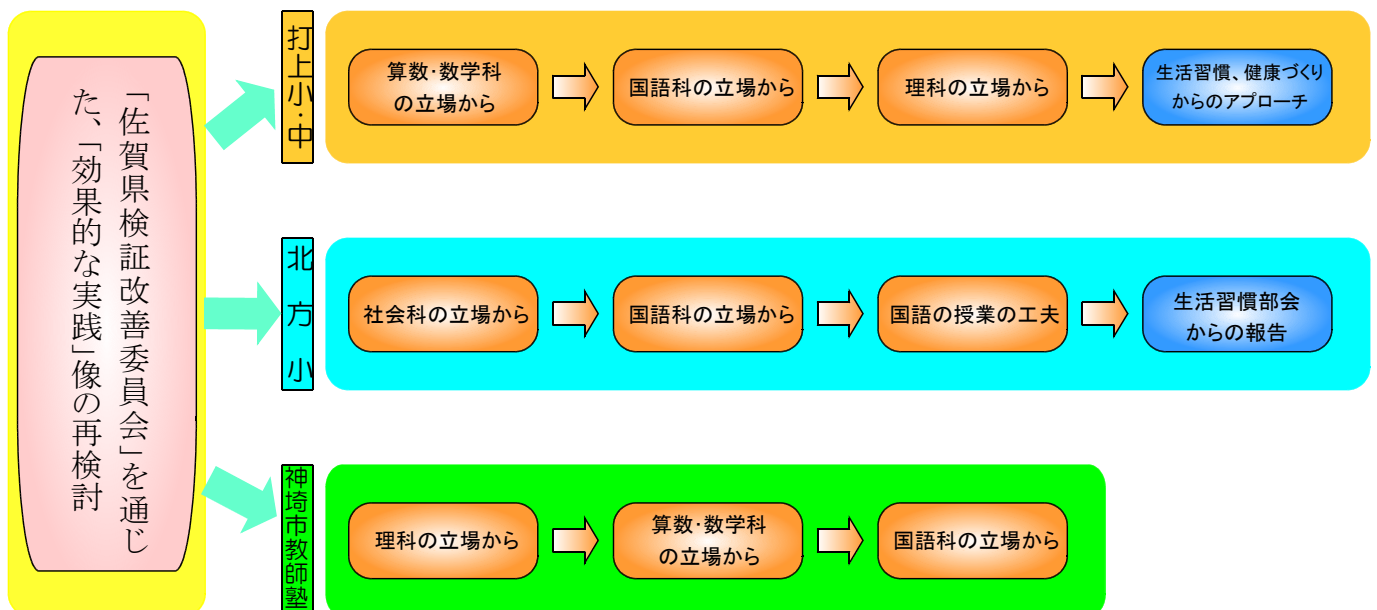 「佐賀県検証改善委員会」を通じ
た、「効果的な実践」像の再検討
打上小・中
算数・数学科
の立場から
国語科の立場から
理科の立場から
生活習慣、健康づくり
からのアプローチ
北方小
社会科の立場から
国語科の立場から
国語の授業の工夫
生活習慣部会
からの報告
神埼市教師塾
理科の立場から
算数・数学科
の立場から
国語科の立場から